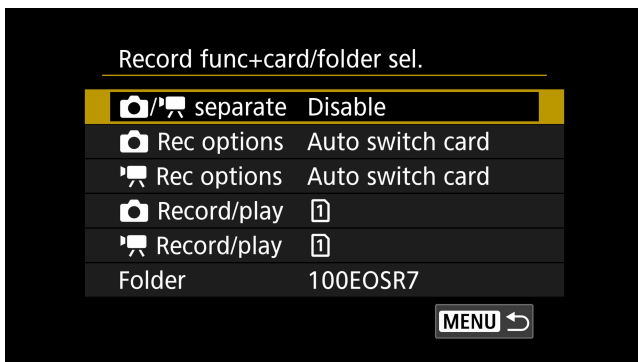 Record func+card/folder sel.
/ separate Disable
Rec options Auto switch card
Rec options Auto switch card
Record/play 1
Record/play 1
Folder 100EOSR7
MENU